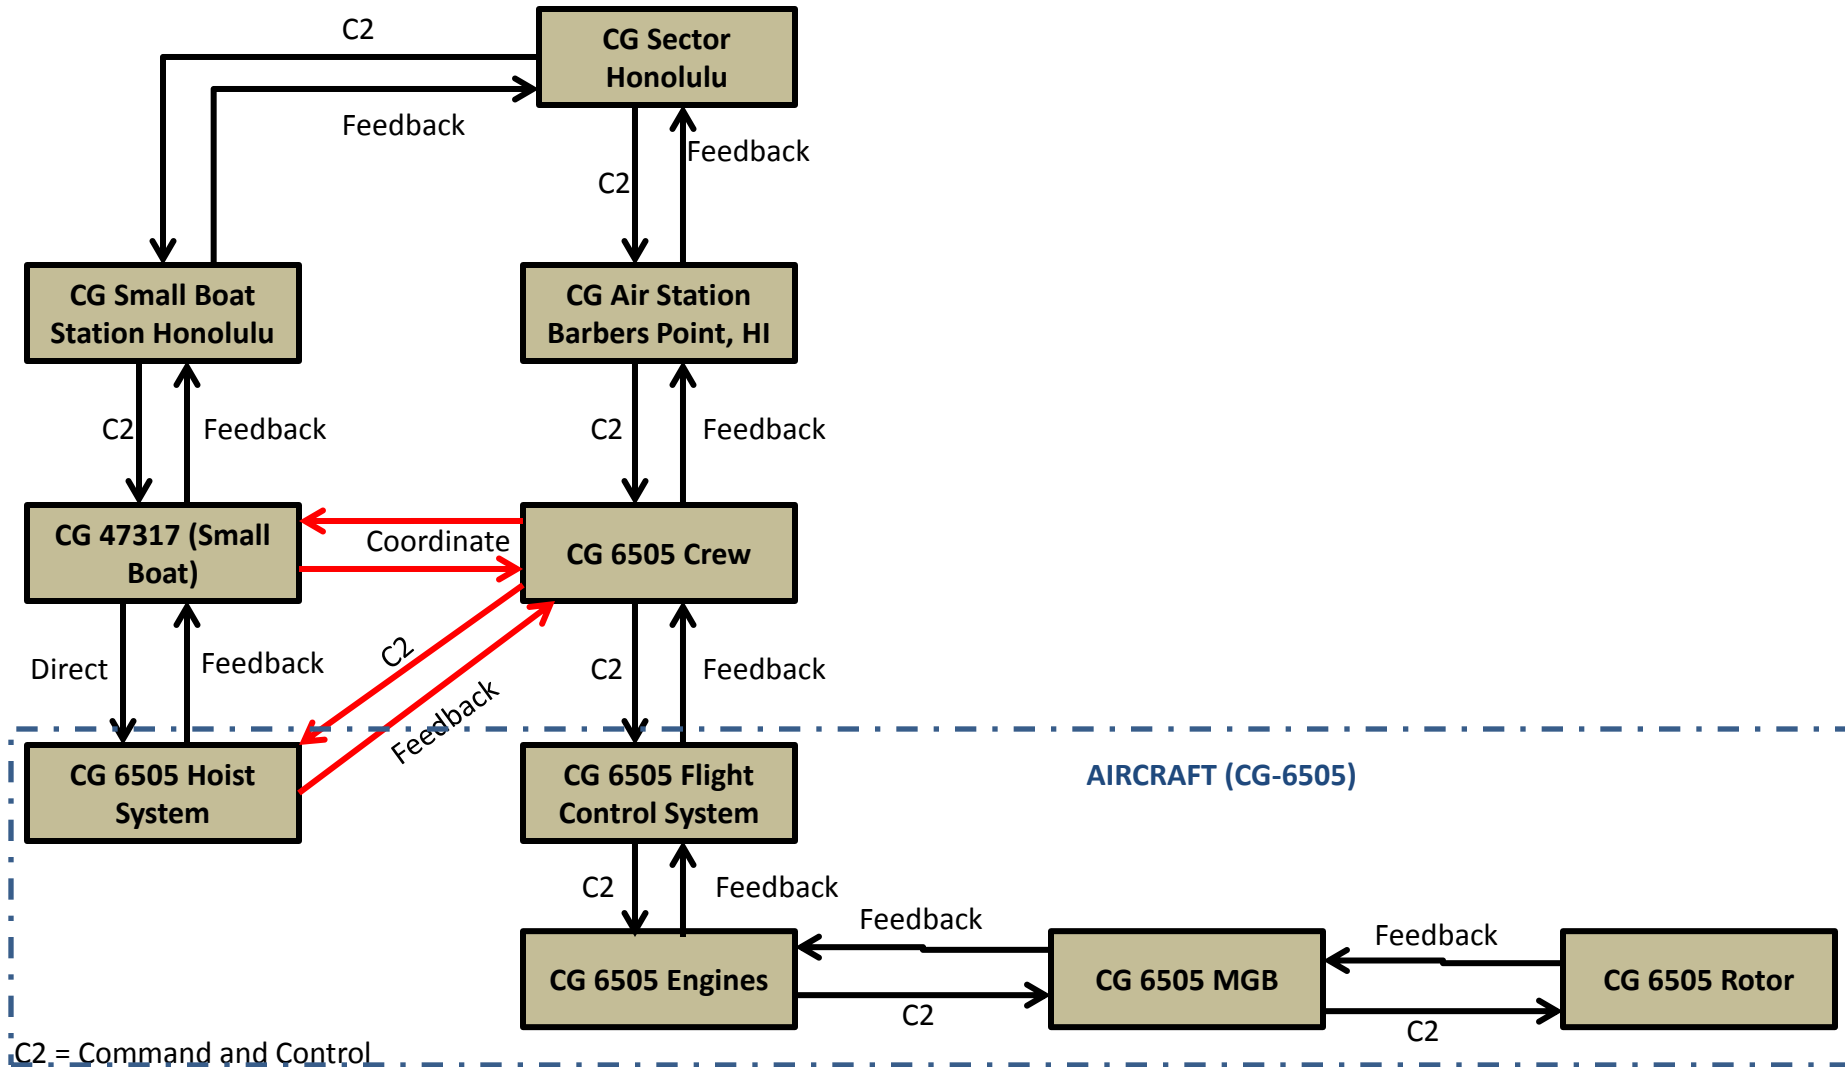 C2
CG Sector
Honolulu
Feedback
Feedback
C2
CG Small Boat
Station Honolulu
CG Air Station
Barbers Point, HI
C2
Feedback
C2
Feedback
CG 47317 (Small
Boat)
Coordinate
CG 6505 Crew
Direct
Feedback
C2
Feedback
C2
Feedback
CG 6505 Hoist
System
CG 6505 Flight
Control System
AIRCRAFT (CG-6505)
C2
Feedback
Feedback
Feedback
CG 6505 Engines
CG 6505 MGB
CG 6505 Rotor
C2
C2
C2 = Command and Control